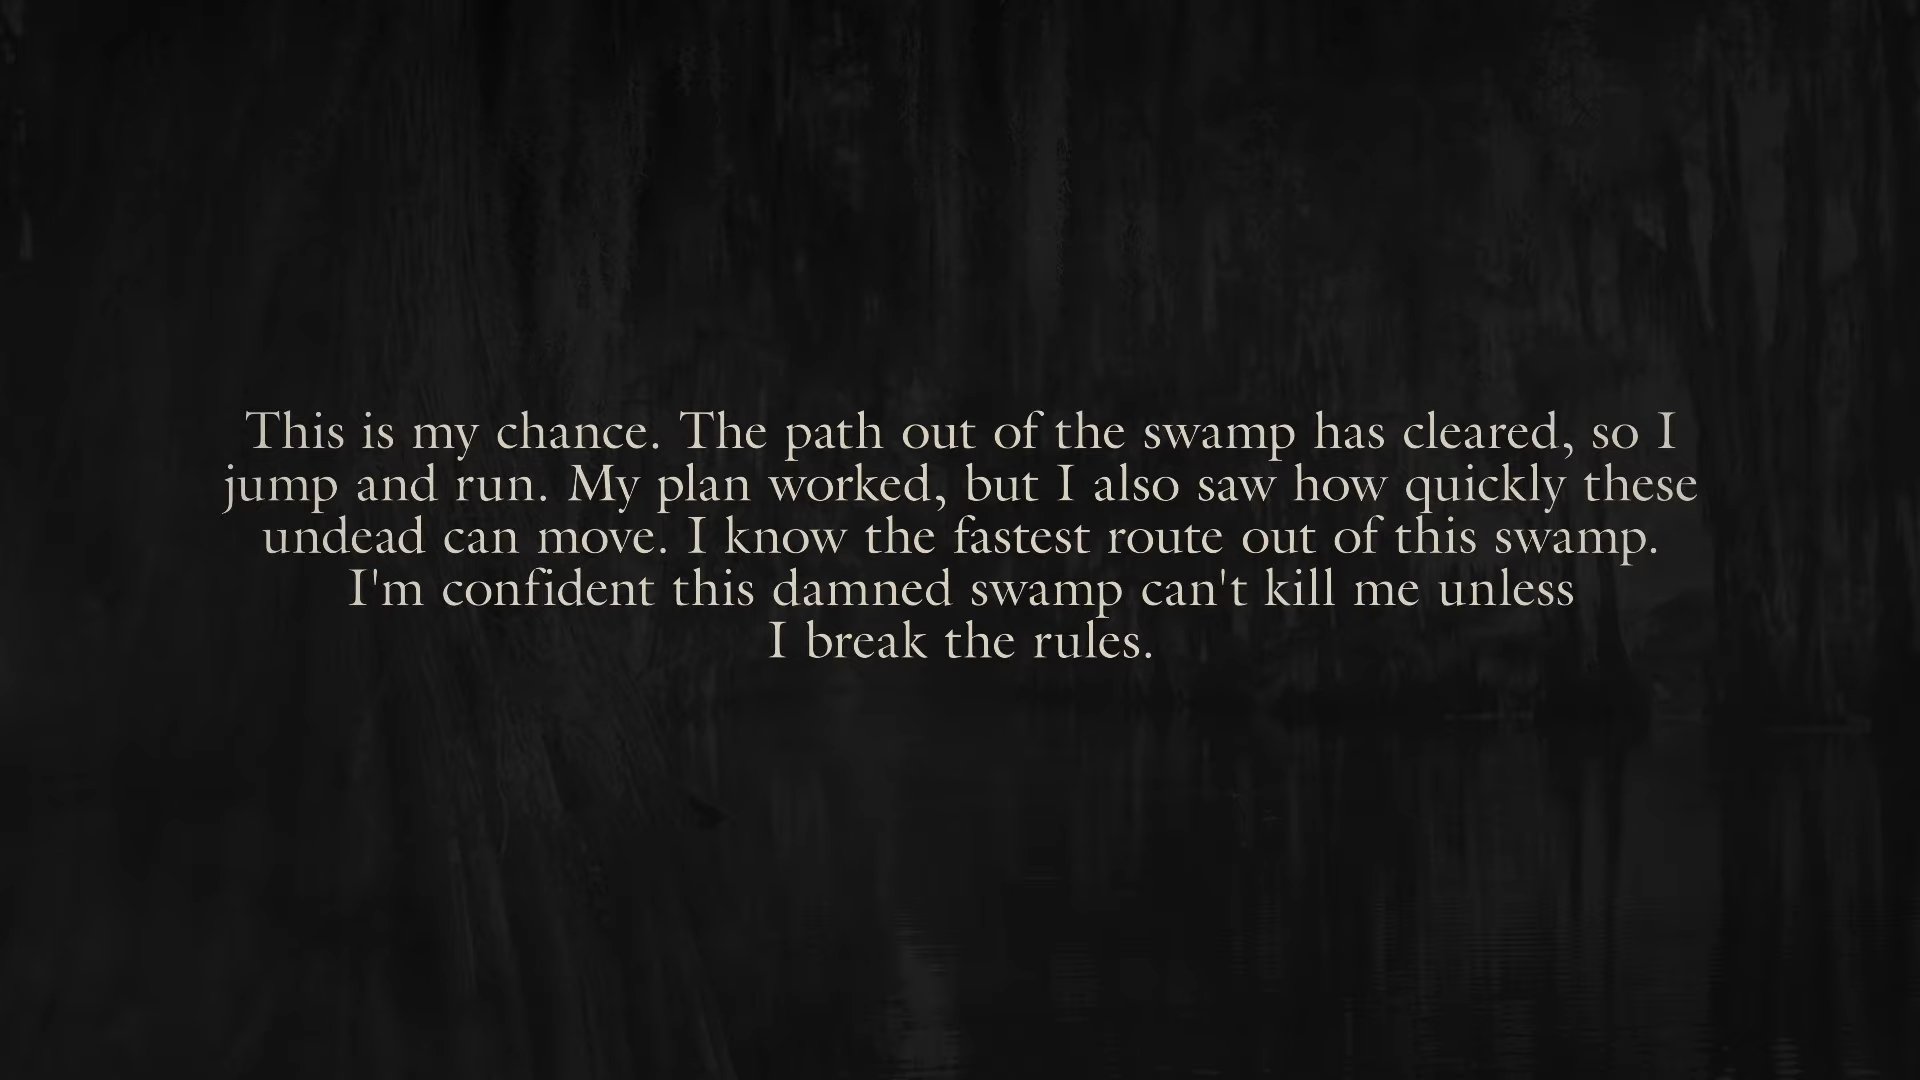 This is my chance. The path out of the swamp has cleared, so I
jump and run. My plan worked, but I also saw how quickly these
undead can move. I know the fastest route out of this swamp.
I'm confident this damned swamp can't kill me unless
I break the rules.